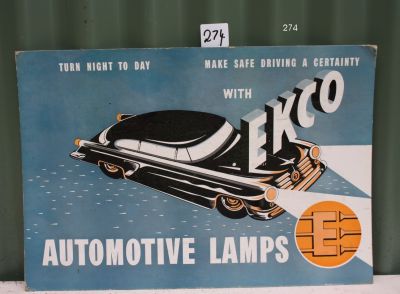 274
274
TURN NIGHT TO DAY
MAKE SAFE DRIVING A CERTAINTY
WITH
EKCO
E
AUTOMOTIVE LAMPS